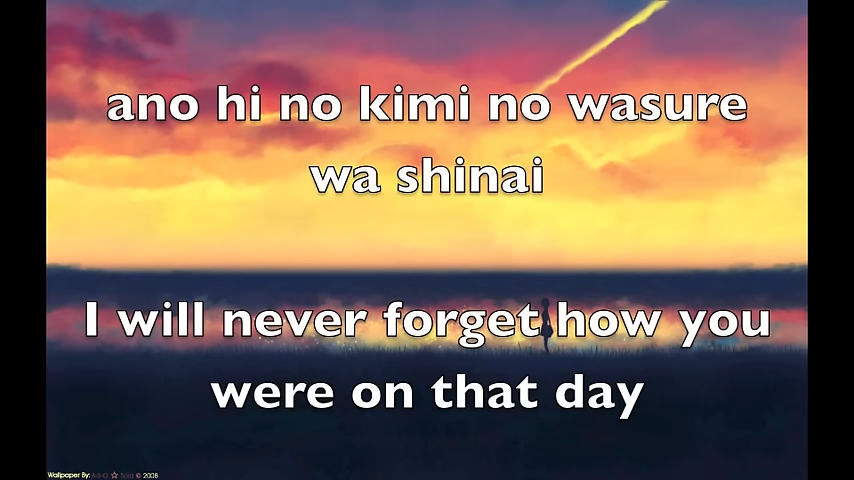 ano hi no kimi no wasure
wa shinai
I will never forget how you
were on that day
Wallpaper By:
© 2008